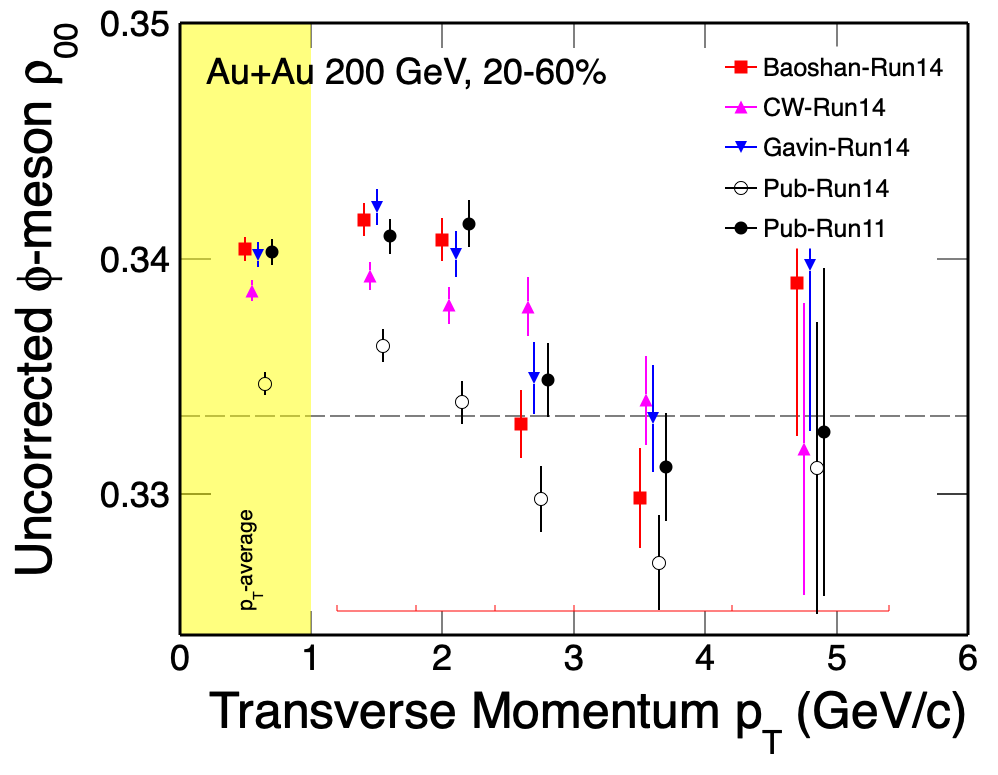 0.35
Au+Au 200 GeV, 20-60%
Baoshan-Run14
CW-Run14
Gavin-Run14
Pub-Run14
Pub-Run11
0.34
0.33
Uncorrected ϕ-meson ρ00
pT-average
0 1 2 3 4 5 6
Transverse Momentum pT (GeV/c)